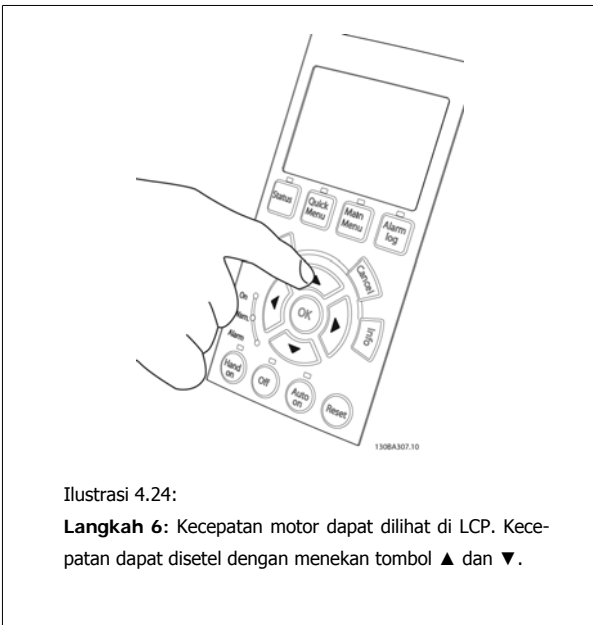 Status
Quick
Menu
Main
Menu
Alarm
log
Cancel
OK
Info
On
Alarm
Hand
on
Off
Auto
on
Reset
130BA307.10
Ilustrasi 4.24:
Langkah 6: Kecepatan motor dapat dilihat di LCP. Kece-
patan dapat disetel dengan menekan tombol ▲ dan ▼.